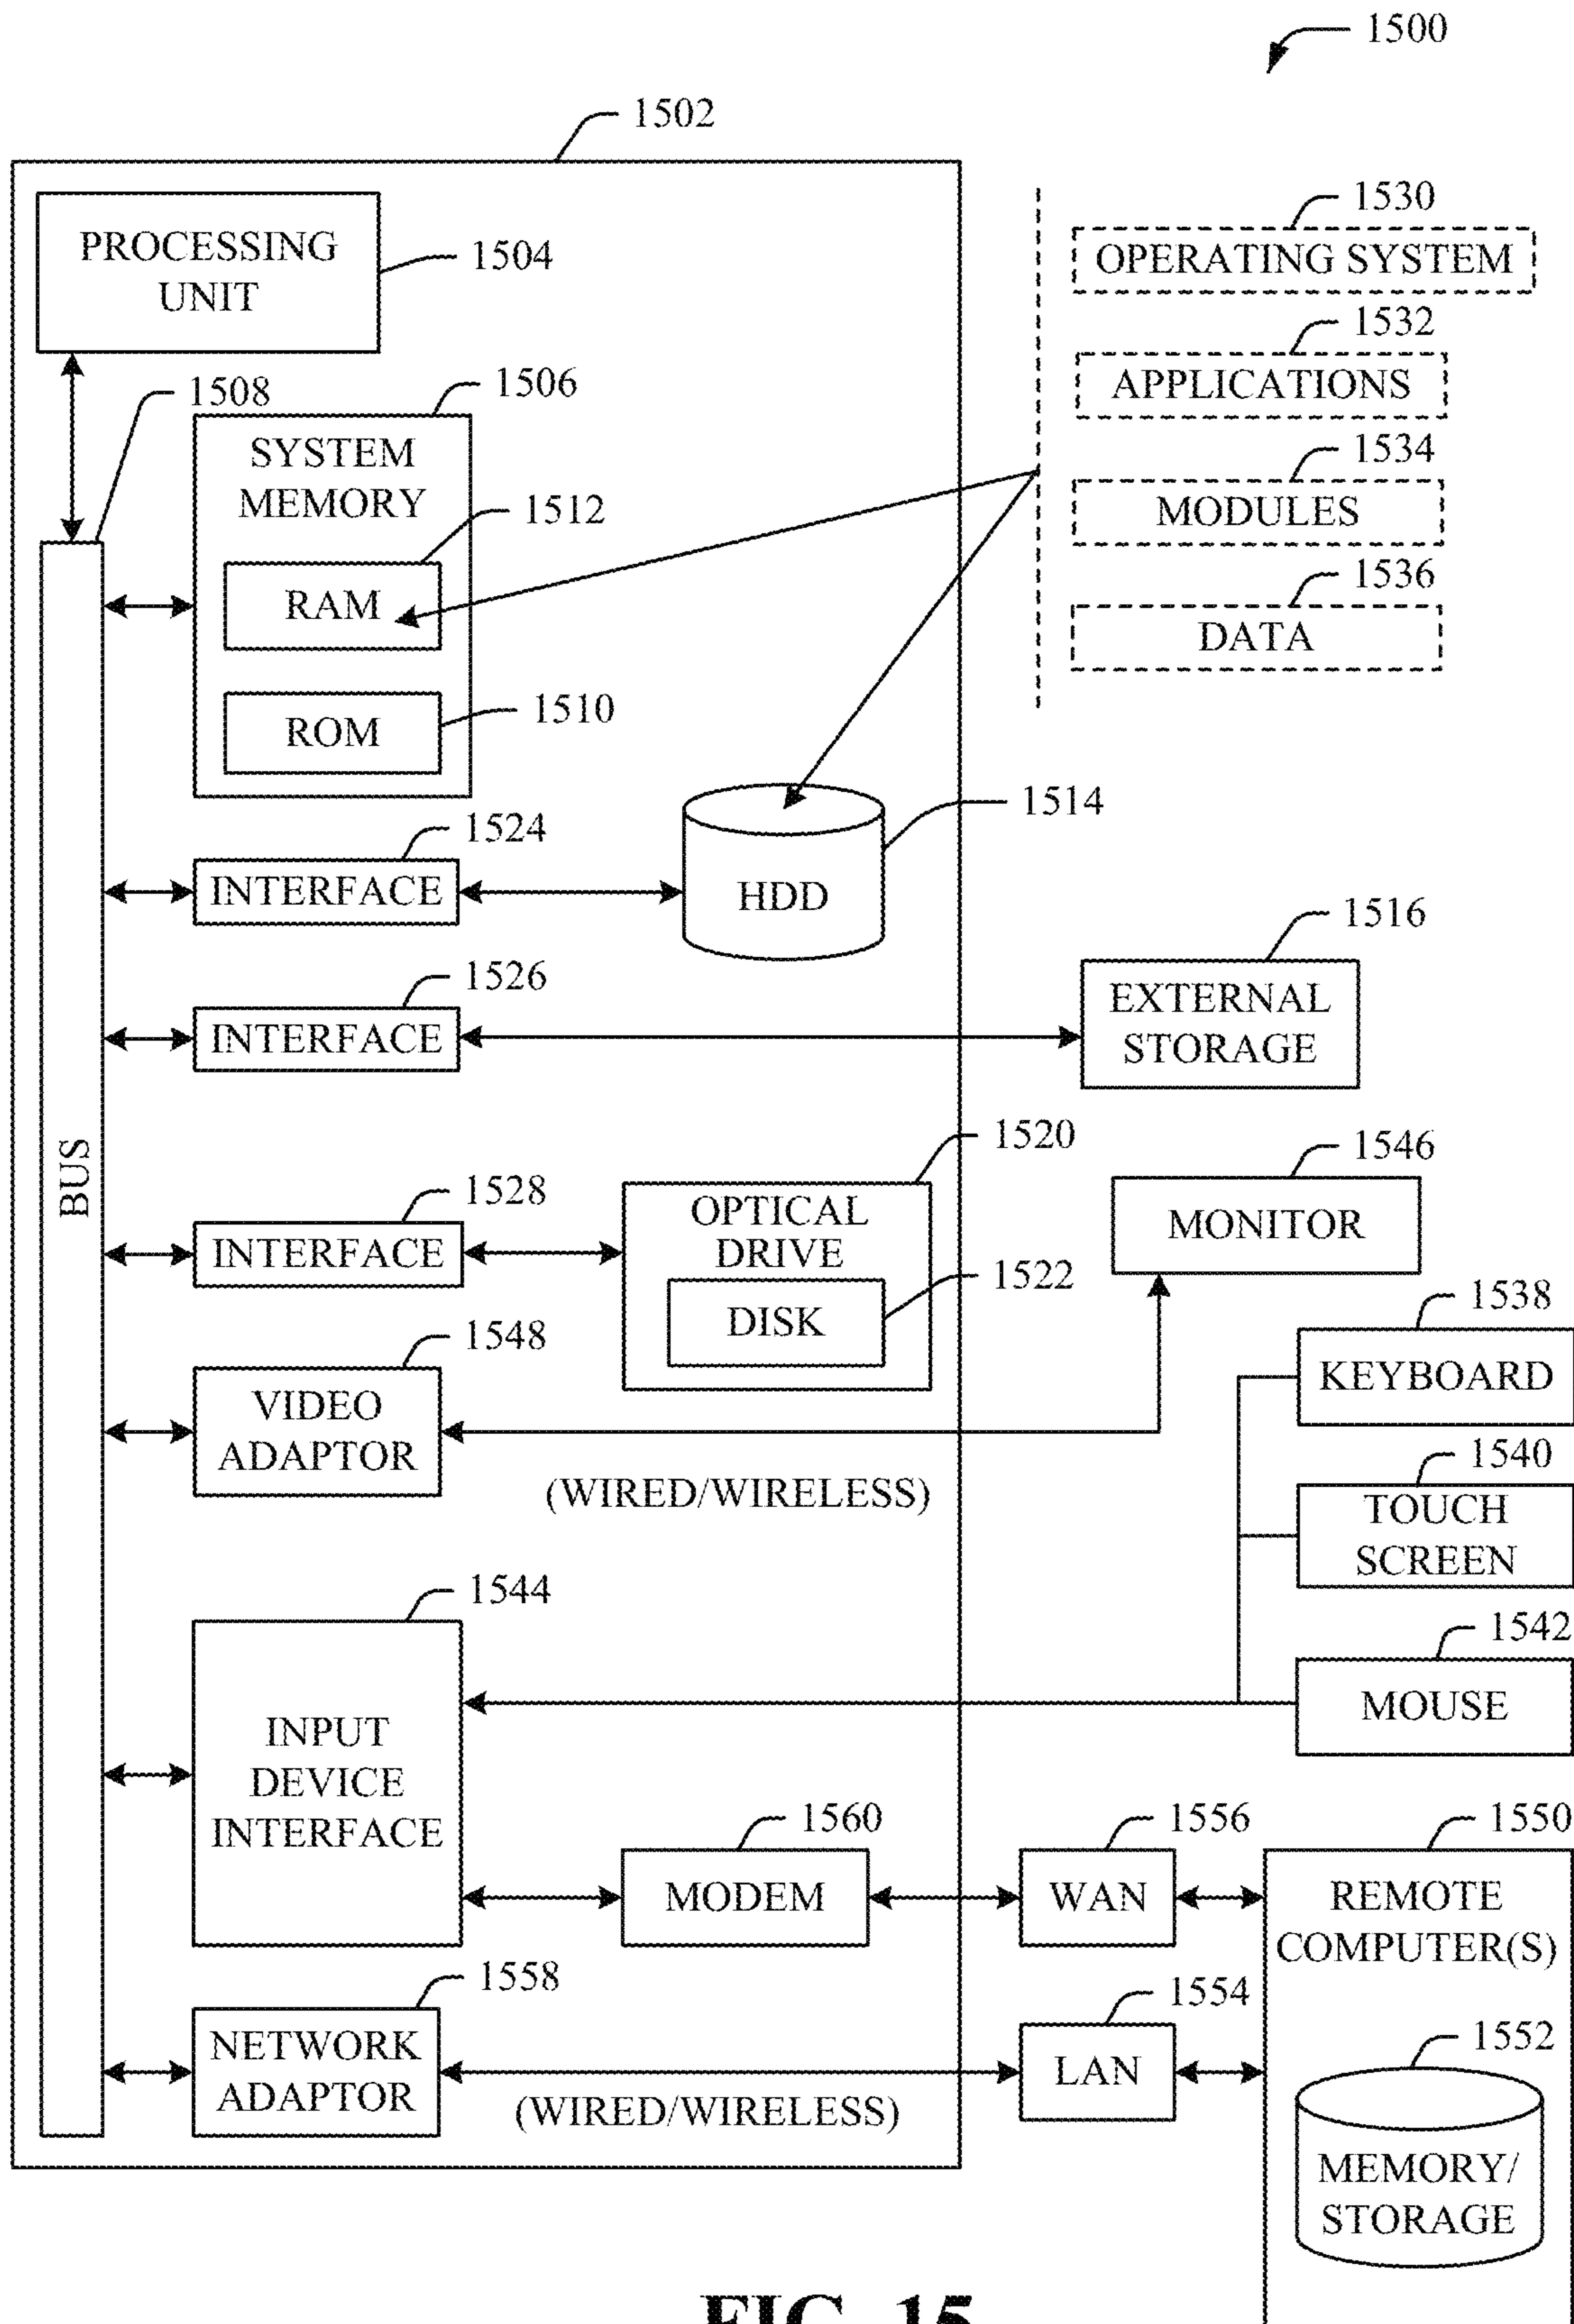 1500
1502
PROCESSING
UNIT
1504
1530
OPERATING SYSTEM
1532
APPLICATIONS
1534
MODULES
1536
DATA
1508
1506
SYSTEM
MEMORY
1512
RAM
1510
ROM
BUS
1524
INTERFACE
1514
HDD
1526
INTERFACE
1516
EXTERNAL
STORAGE
1528
INTERFACE
1520
OPTICAL
DRIVE
1522
DISK
1546
MONITOR
1548
VIDEO
ADAPTOR
(WIRED/WIRELESS)
1538
KEYBOARD
1540
TOUCH
SCREEN
1542
MOUSE
1544
INPUT
DEVICE
INTERFACE
1560
MODEM
1556
WAN
1550
REMOTE
COMPUTER(S)
1558
NETWORK
ADAPTOR
(WIRED/WIRELESS)
1554
LAN
1552
MEMORY/
STORAGE
FIG. 15